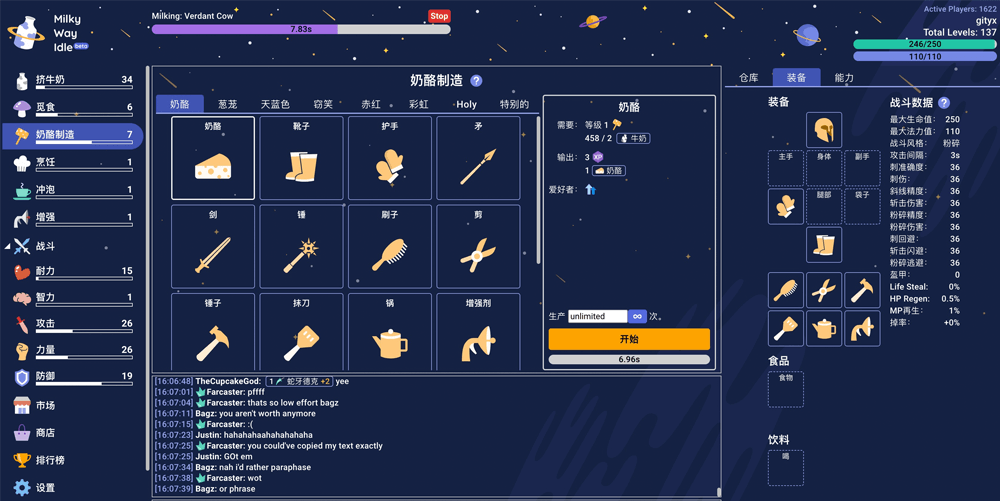 Milky
Way
Idle beta
Milking: Verdant Cow
Stop
7.83s
Active Players: 1622
gityx
Total Levels: 137
246/250
110/110
挤牛奶 34
觅食 6
奶酪制造 7
烹饪 1
冲泡 1
增强 1
战斗
耐力 15
智力 1
攻击 26
力量 26
防御 19
市场
商店
排行榜
设置
奶酪制造 ?
奶酪 葱茏 天蓝色 窃笑 赤红 彩虹 Holy 特别的
奶酪 靴子 护手 矛
剑 锤 刷子 剪
锤子 抹刀 锅 增强剂
奶酪
需要: 等级 1
458 / 2 牛奶
输出: 3 XP
1 奶酪
爱好者:
生产 unlimited ∞ 次。
开始
6.96s
[16:06:48] TheCupcakeGod: 1 蛇牙德克 +2 yee
[16:07:01] Farcaster: pffff
[16:07:04] Farcaster: thats so low effort bagz
[16:07:11] Bagz: you aren't worth anymore
[16:07:15] Farcaster: :(
[16:07:23] Justin: hahahahaahahahahaha
[16:07:25] Farcaster: you could've copied my text exactly
[16:07:25] Justin: GOt em
[16:07:34] Bagz: nah i'd rather paraphase
[16:07:38] Farcaster: wot
[16:07:39] Bagz: or phrase
仓库 装备 能力
装备
主手 身体 副手
腿部 袋子
食品
食物
饮料
喝
战斗数据 ?
最大生命值: 250
最大法力值: 110
战斗风格: 粉碎
攻击间隔: 3s
刺准确度: 36
刺伤: 36
斜线精度: 36
斩击伤害: 36
粉碎精度: 36
粉碎伤害: 36
刺回避: 36
斩击闪避: 36
粉碎逃避: 36
盔甲: 0
Life Steal: 0%
HP Regen: 0.5%
MP再生: 1%
掉率: +0%